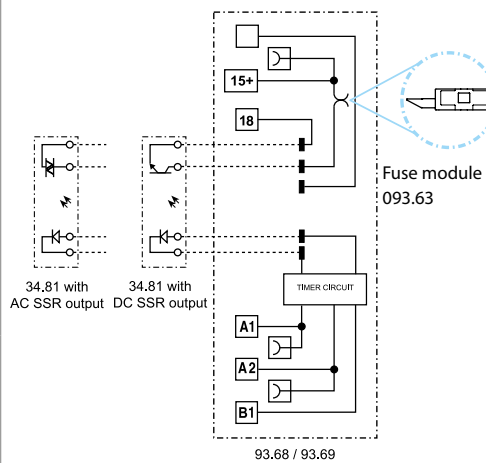 15+
18
Fuse module
093.63
34.81 with
AC SSR output
34.81 with
DC SSR output
TIMER CIRCUIT
A1
A2
B1
93.68 / 93.69